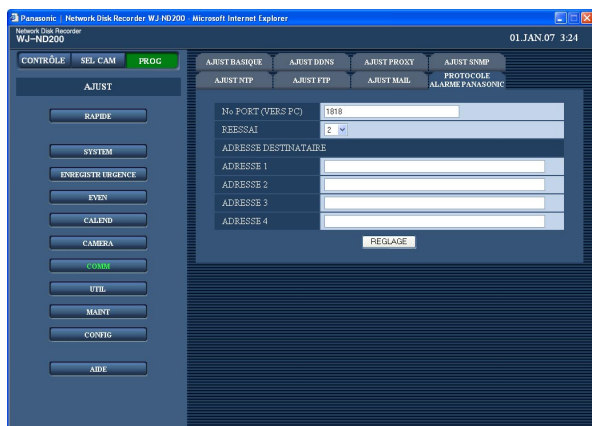 Panasonic | Network Disk Recorder WJ-ND200 - Microsoft Internet Explorer
Network Disk Recorder
WJ-ND200
01.JAN.07 3:24
CONTRÔLE SEL CAM PROG
AJUST
RAPIDE
SYSTEM
ENREGISTR URGENCE
EVEN
CALEND
CAMERA
COMM
UTIL
MAINT
CONFIG
AIDE
AJUST BASIQUE AJUST DDNS AJUST PROXY AJUST SNMP
AJUST NTP AJUST FTP AJUST MAIL PROTOCOLE
ALARME PANASONIC
No PORT (VERS PC) 1818
REESSAI 2
ADRESSE DESTINATAIRE
ADRESSE 1
ADRESSE 2
ADRESSE 3
ADRESSE 4
REGLAGE